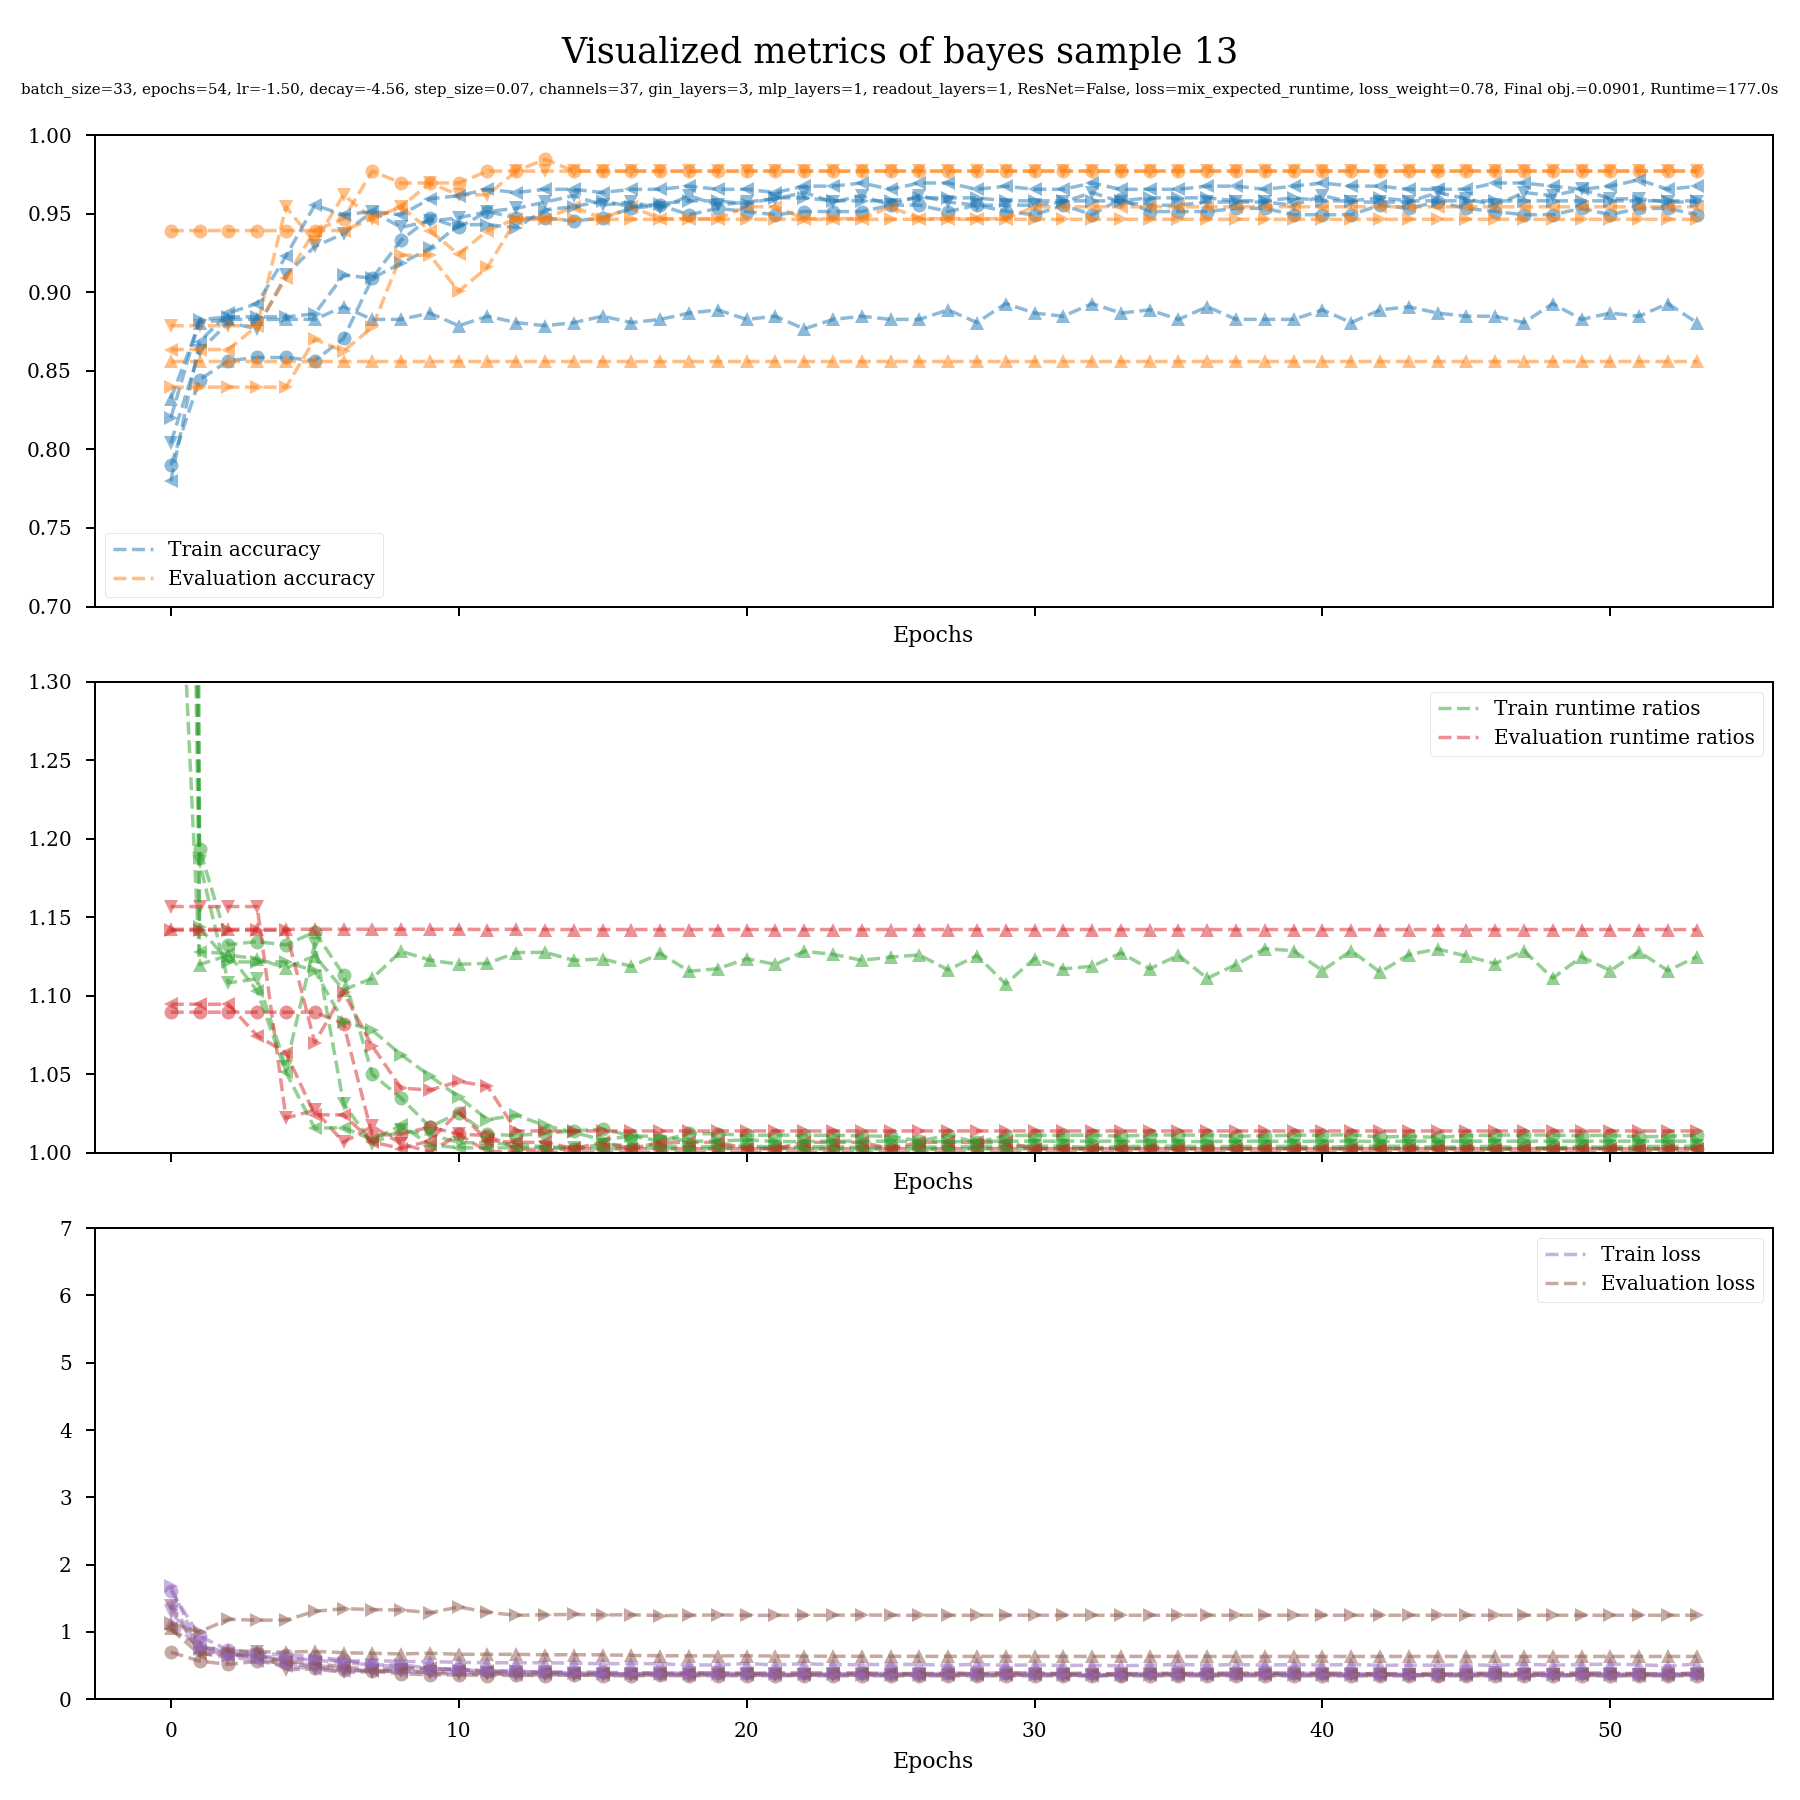 Visualized metrics of bayes sample 13
batch_size=33, epochs=54, lr=-1.50, decay=-4.56, step_size=0.07, channels=37, gin_layers=3, mlp_layers=1, readout_layers=1, ResNet=False, loss=mix_expected_runtime, loss_weight=0.78, Final obj.=0.0901, Runtime=177.0s
1.00
0.95
0.90
0.85
0.80
0.75
0.70
Train accuracy
Evaluation accuracy
Epochs
1.30
1.25
1.20
1.15
1.10
1.05
1.00
Train runtime ratios
Evaluation runtime ratios
Epochs
7
6
5
4
3
2
1
0
Train loss
Evaluation loss
0 10 20 30 40 50
Epochs